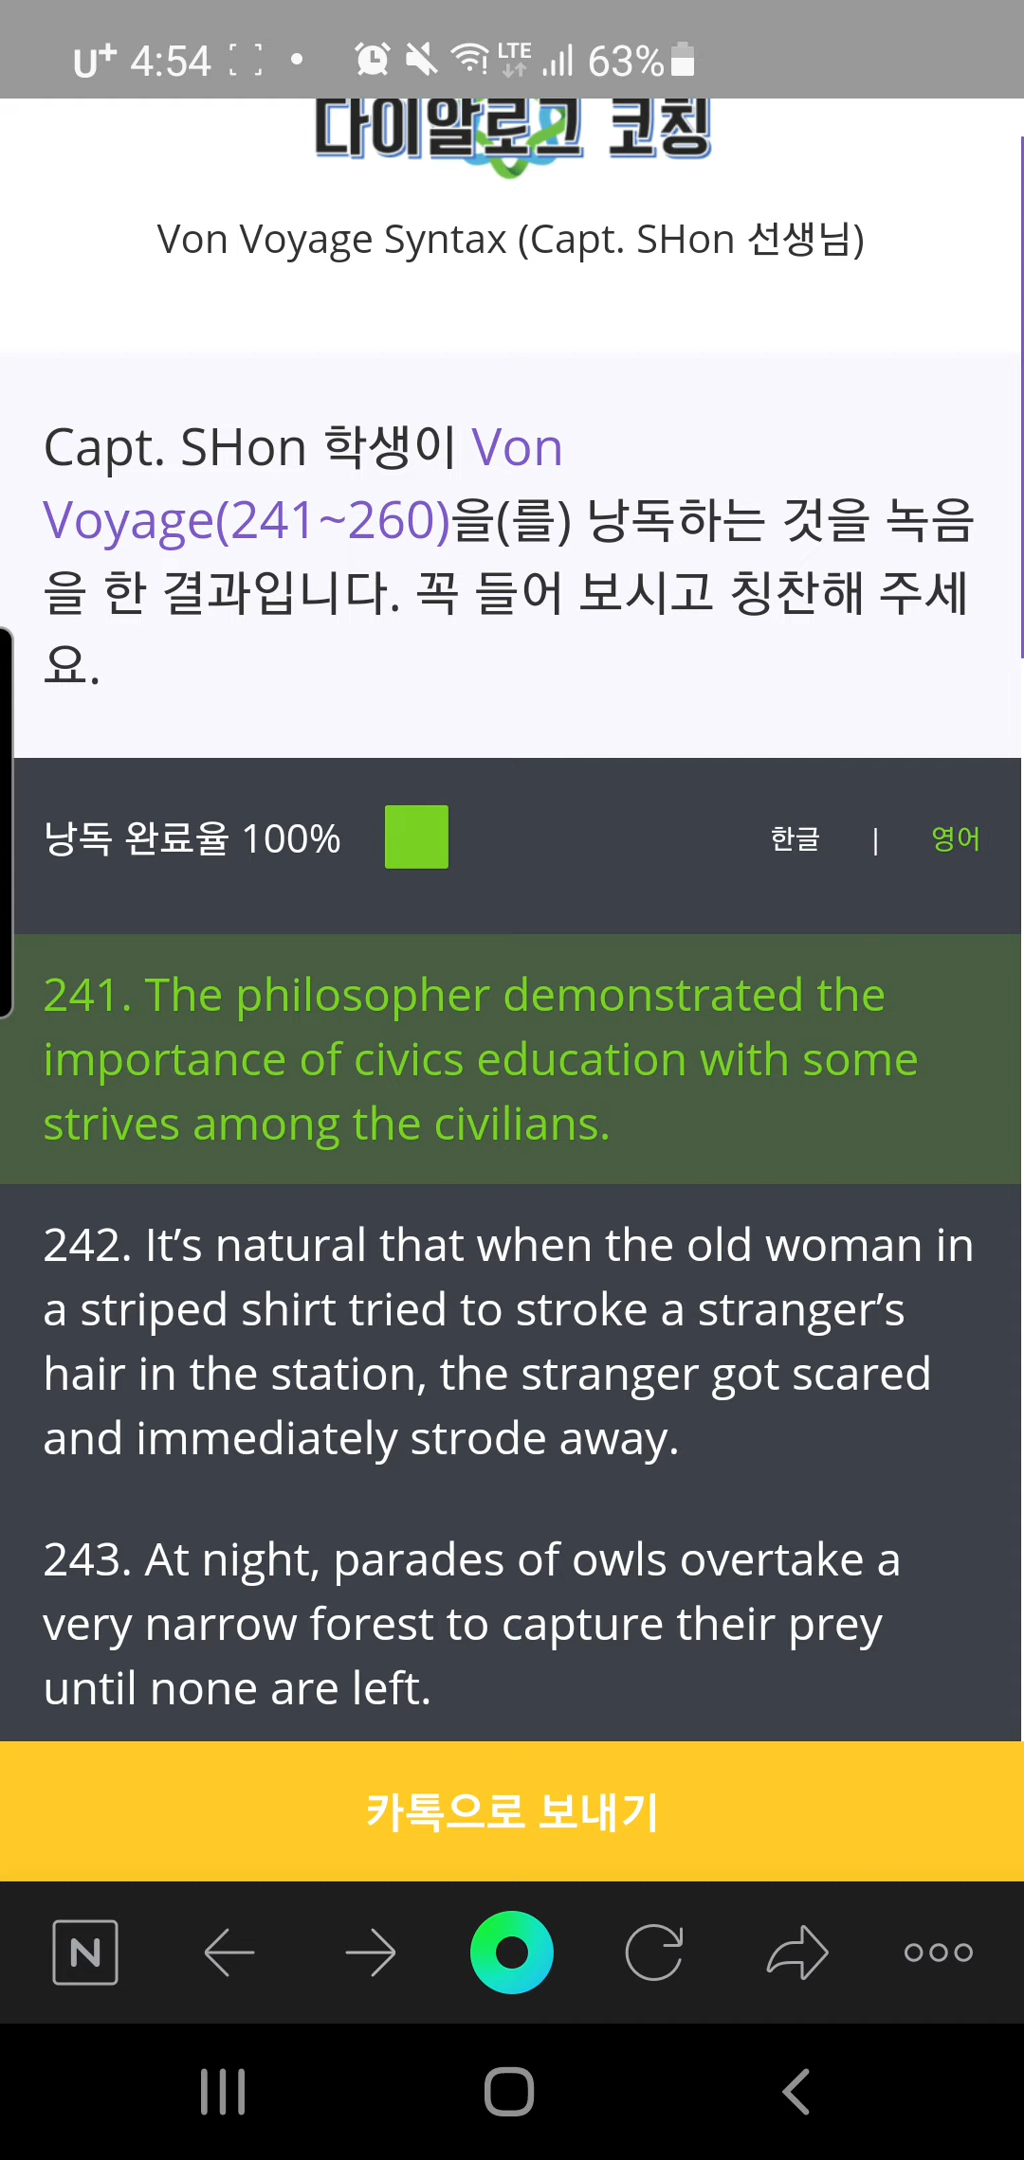 U+ 4:54 LTE 63%
다이알로그 코칭
Von Voyage Syntax (Capt. SHon 선생님)
Capt. SHon 학생이 Von
Voyage(241~260)을(를) 낭독하는 것을 녹음
을 한 결과입니다. 꼭 들어 보시고 칭찬해 주세
요.
낭독 완료율 100% 한글 | 영어
241. The philosopher demonstrated the
importance of civics education with some
strives among the civilians.
242. It’s natural that when the old woman in
a striped shirt tried to stroke a stranger’s
hair in the station, the stranger got scared
and immediately strode away.
243. At night, parades of owls overtake a
very narrow forest to capture their prey
until none are left.
카톡으로 보내기
N